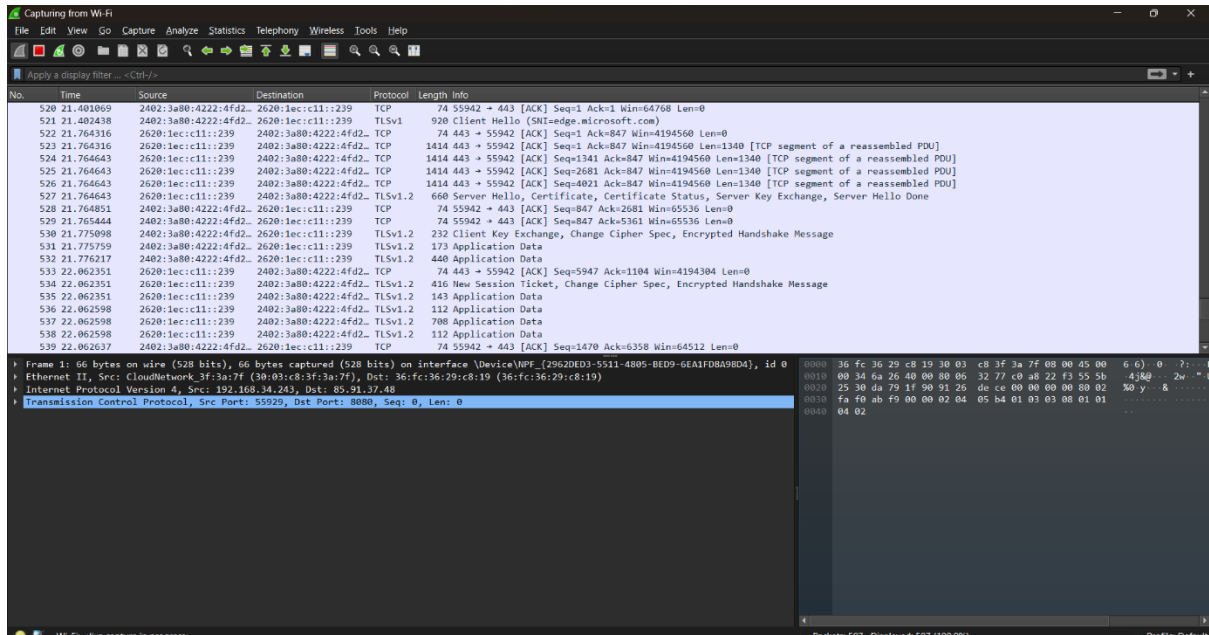 Capturing from Wi-Fi
File Edit View Go Capture Analyze Statistics Telephony Wireless Tools Help
Apply a display filter ... <Ctrl-/>
No. Time Source Destination Protocol Length Info
520 21.401069 2402:3a80:4222:4fd2… 2620:1ec:c11::239 TCP 74 55942 → 443 [ACK] Seq=1 Ack=1 Win=64768 Len=0
521 21.402438 2402:3a80:4222:4fd2… 2620:1ec:c11::239 TLSv1 920 Client Hello (SNI=edge.microsoft.com)
522 21.764316 2620:1ec:c11::239 2402:3a80:4222:4fd2… TCP 74 443 → 55942 [ACK] Seq=1 Ack=847 Win=4194560 Len=0
523 21.764316 2620:1ec:c11::239 2402:3a80:4222:4fd2… TCP 1414 443 → 55942 [ACK] Seq=1 Ack=847 Win=4194560 Len=1340 [TCP segment of a reassembled PDU]
524 21.764643 2620:1ec:c11::239 2402:3a80:4222:4fd2… TCP 1414 443 → 55942 [ACK] Seq=1341 Ack=847 Win=4194560 Len=1340 [TCP segment of a reassembled PDU]
525 21.764643 2620:1ec:c11::239 2402:3a80:4222:4fd2… TCP 1414 443 → 55942 [ACK] Seq=2681 Ack=847 Win=4194560 Len=1340 [TCP segment of a reassembled PDU]
526 21.764643 2620:1ec:c11::239 2402:3a80:4222:4fd2… TCP 1414 443 → 55942 [ACK] Seq=4021 Ack=847 Win=4194560 Len=1340 [TCP segment of a reassembled PDU]
527 21.764643 2620:1ec:c11::239 2402:3a80:4222:4fd2… TLSv1.2 660 Server Hello, Certificate, Certificate Status, Server Key Exchange, Server Hello Done
528 21.764851 2402:3a80:4222:4fd2… 2620:1ec:c11::239 TCP 74 55942 → 443 [ACK] Seq=847 Ack=2681 Win=65536 Len=0
529 21.765444 2402:3a80:4222:4fd2… 2620:1ec:c11::239 TCP 74 55942 → 443 [ACK] Seq=847 Ack=5361 Win=65536 Len=0
530 21.775098 2402:3a80:4222:4fd2… 2620:1ec:c11::239 TLSv1.2 232 Client Key Exchange, Change Cipher Spec, Encrypted Handshake Message
531 21.775759 2402:3a80:4222:4fd2… 2620:1ec:c11::239 TLSv1.2 173 Application Data
532 21.776217 2402:3a80:4222:4fd2… 2620:1ec:c11::239 TLSv1.2 440 Application Data
533 22.062351 2620:1ec:c11::239 2402:3a80:4222:4fd2… TCP 74 443 → 55942 [ACK] Seq=5947 Ack=1104 Win=4194304 Len=0
534 22.062351 2620:1ec:c11::239 2402:3a80:4222:4fd2… TLSv1.2 416 New Session Ticket, Change Cipher Spec, Encrypted Handshake Message
535 22.062351 2620:1ec:c11::239 2402:3a80:4222:4fd2… TLSv1.2 143 Application Data
536 22.062598 2620:1ec:c11::239 2402:3a80:4222:4fd2… TLSv1.2 112 Application Data
537 22.062598 2620:1ec:c11::239 2402:3a80:4222:4fd2… TLSv1.2 708 Application Data
538 22.062598 2620:1ec:c11::239 2402:3a80:4222:4fd2… TLSv1.2 112 Application Data
539 22.062637 2402:3a80:4222:4fd2… 2620:1ec:c11::239 TCP 74 55942 → 443 [ACK] Seq=1470 Ack=6358 Win=64512 Len=0
Frame 1: 66 bytes on wire (528 bits), 66 bytes captured (528 bits) on interface \Device\NPF_{2962DED3-5511-4805-BED9-6EA1FD8A98D4}, id 0
Ethernet II, Src: CloudNetwork_3f:3a:7f (30:03:c8:3f:3a:7f), Dst: 36:fc:36:29:c8:19 (36:fc:36:29:c8:19)
Internet Protocol Version 4, Src: 192.168.34.243, Dst: 85.91.37.48
Transmission Control Protocol, Src Port: 55929, Dst Port: 8080, Seq: 0, Len: 0
0000 36 fc 36 29 c8 19 30 03 c8 3f 3a 7f 08 00 45 00 6·6)··0· ·?:···
0010 00 34 6a 26 40 00 80 06 32 77 c0 a8 22 f3 55 5b ·4j&@··· 2w··"·
0020 25 30 da 79 1f 90 91 26 de ce 00 00 00 00 80 02 %0·y···& ······
0030 fa f0 ab f9 00 00 02 04 05 b4 01 03 03 08 01 01 ········ ······
0040 04 02 ··